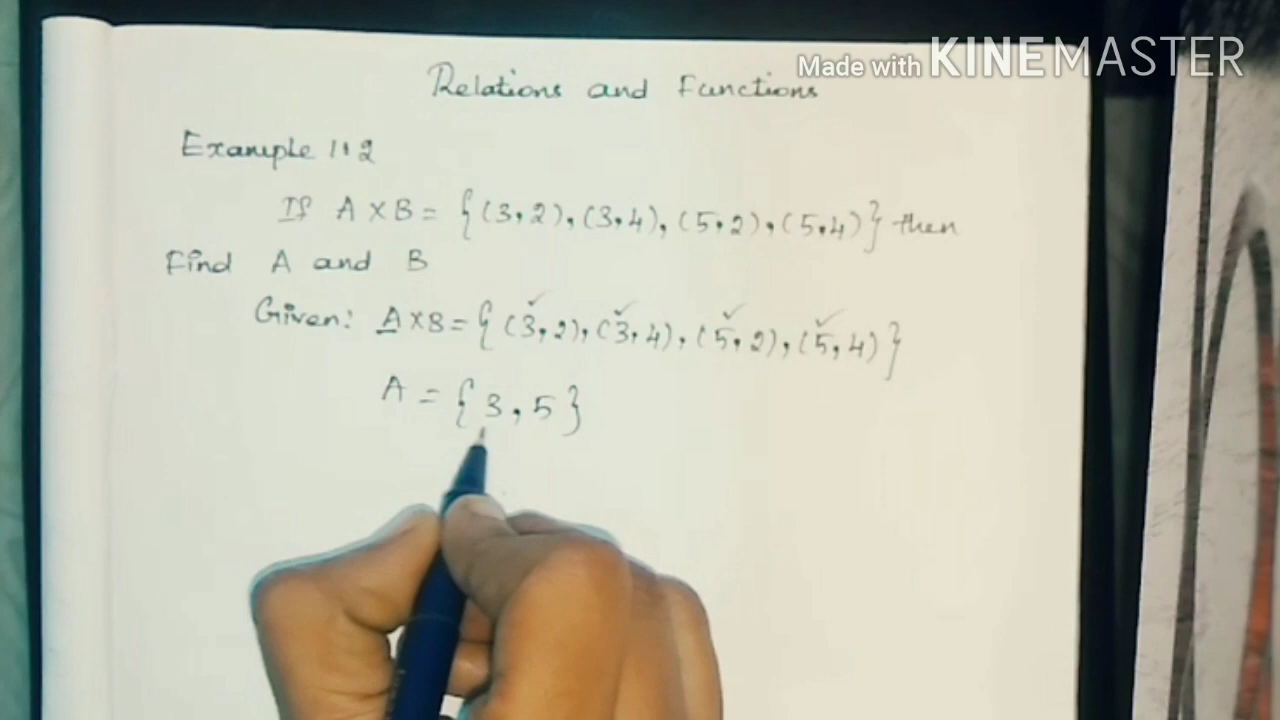 Made with KINEMASTER
Relations and Functions
Example 1.2
If A × B = {(3,2), (3,4), (5,2), (5,4)} then
Find A and B
Given: A×B = {(3,2), (3,4), (5,2), (5,4)}
A = {3, 5}